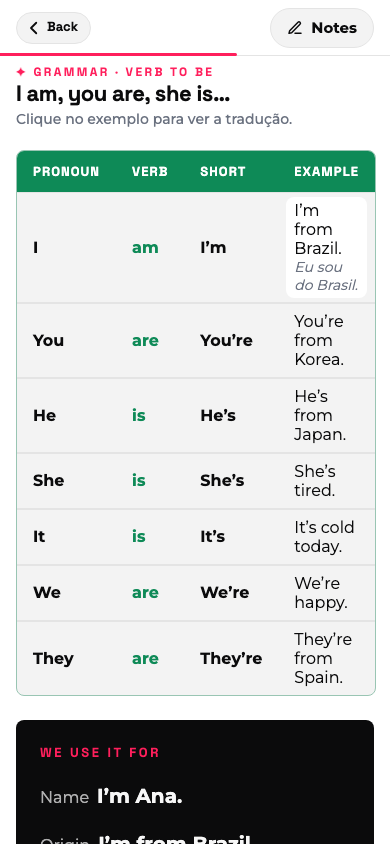 Back
Notes
✦ GRAMMAR · VERB TO BE
I am, you are, she is...
Clique no exemplo para ver a tradução.
PRONOUN VERB SHORT EXAMPLE
I am I’m I’m from Brazil. Eu sou do Brasil.
You are You’re You’re from Korea.
He is He’s He’s from Japan.
She is She’s She’s tired.
It is It’s It’s cold today.
We are We’re We’re happy.
They are They’re They’re from Spain.
WE USE IT FOR
Name I’m Ana.
Origin I’m from Brazil